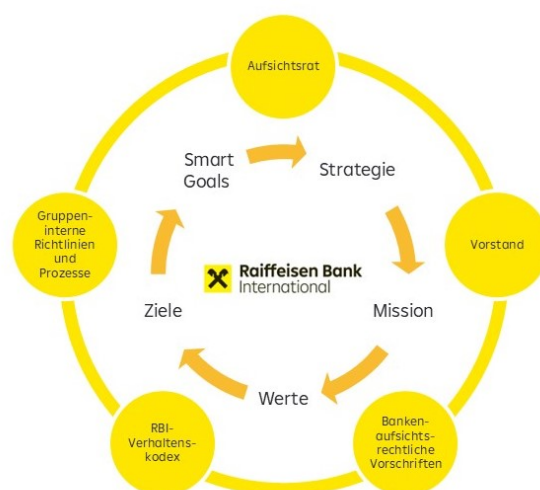 Aufsichtsrat
Smart
Goals
Strategie
Gruppen-
interne
Richtlinien
und
Prozesse
Vorstand
Raiffeisen Bank
International
Ziele
Mission
Werte
RBI-
Verhaltens-
kodex
Banken-
aufsichts-
rechtliche
Vorschriften